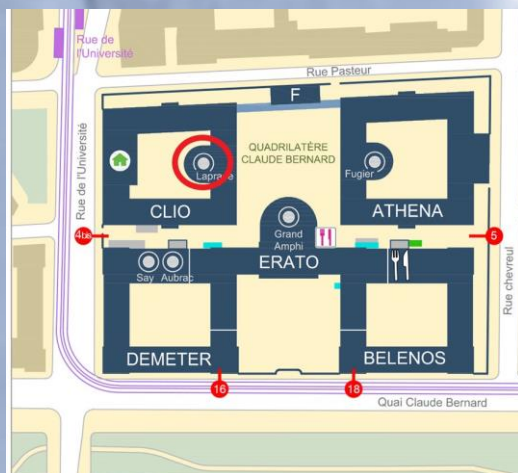 Rue de
l'Université
Rue Pasteur
F
QUADRILATÈRE
CLAUDE BERNARD
Rue de l'Université
Fugier
CLIO
ATHENA
4bis
5
Grand
Amphi
ERATO
Say
Aubrac
Rue chevreul
DEMETER
BELENOS
16
18
Quai Claude Bernard